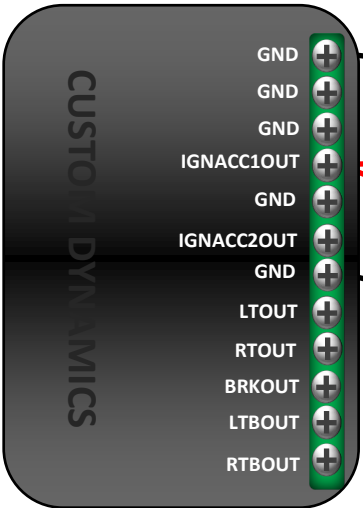 CUSTOM DYNAMICS
GND
GND
GND
IGNACC1OUT
GND
IGNACC2OUT
GND
LTOUT
RTOUT
BRKOUT
LTBOUT
RTBOUT